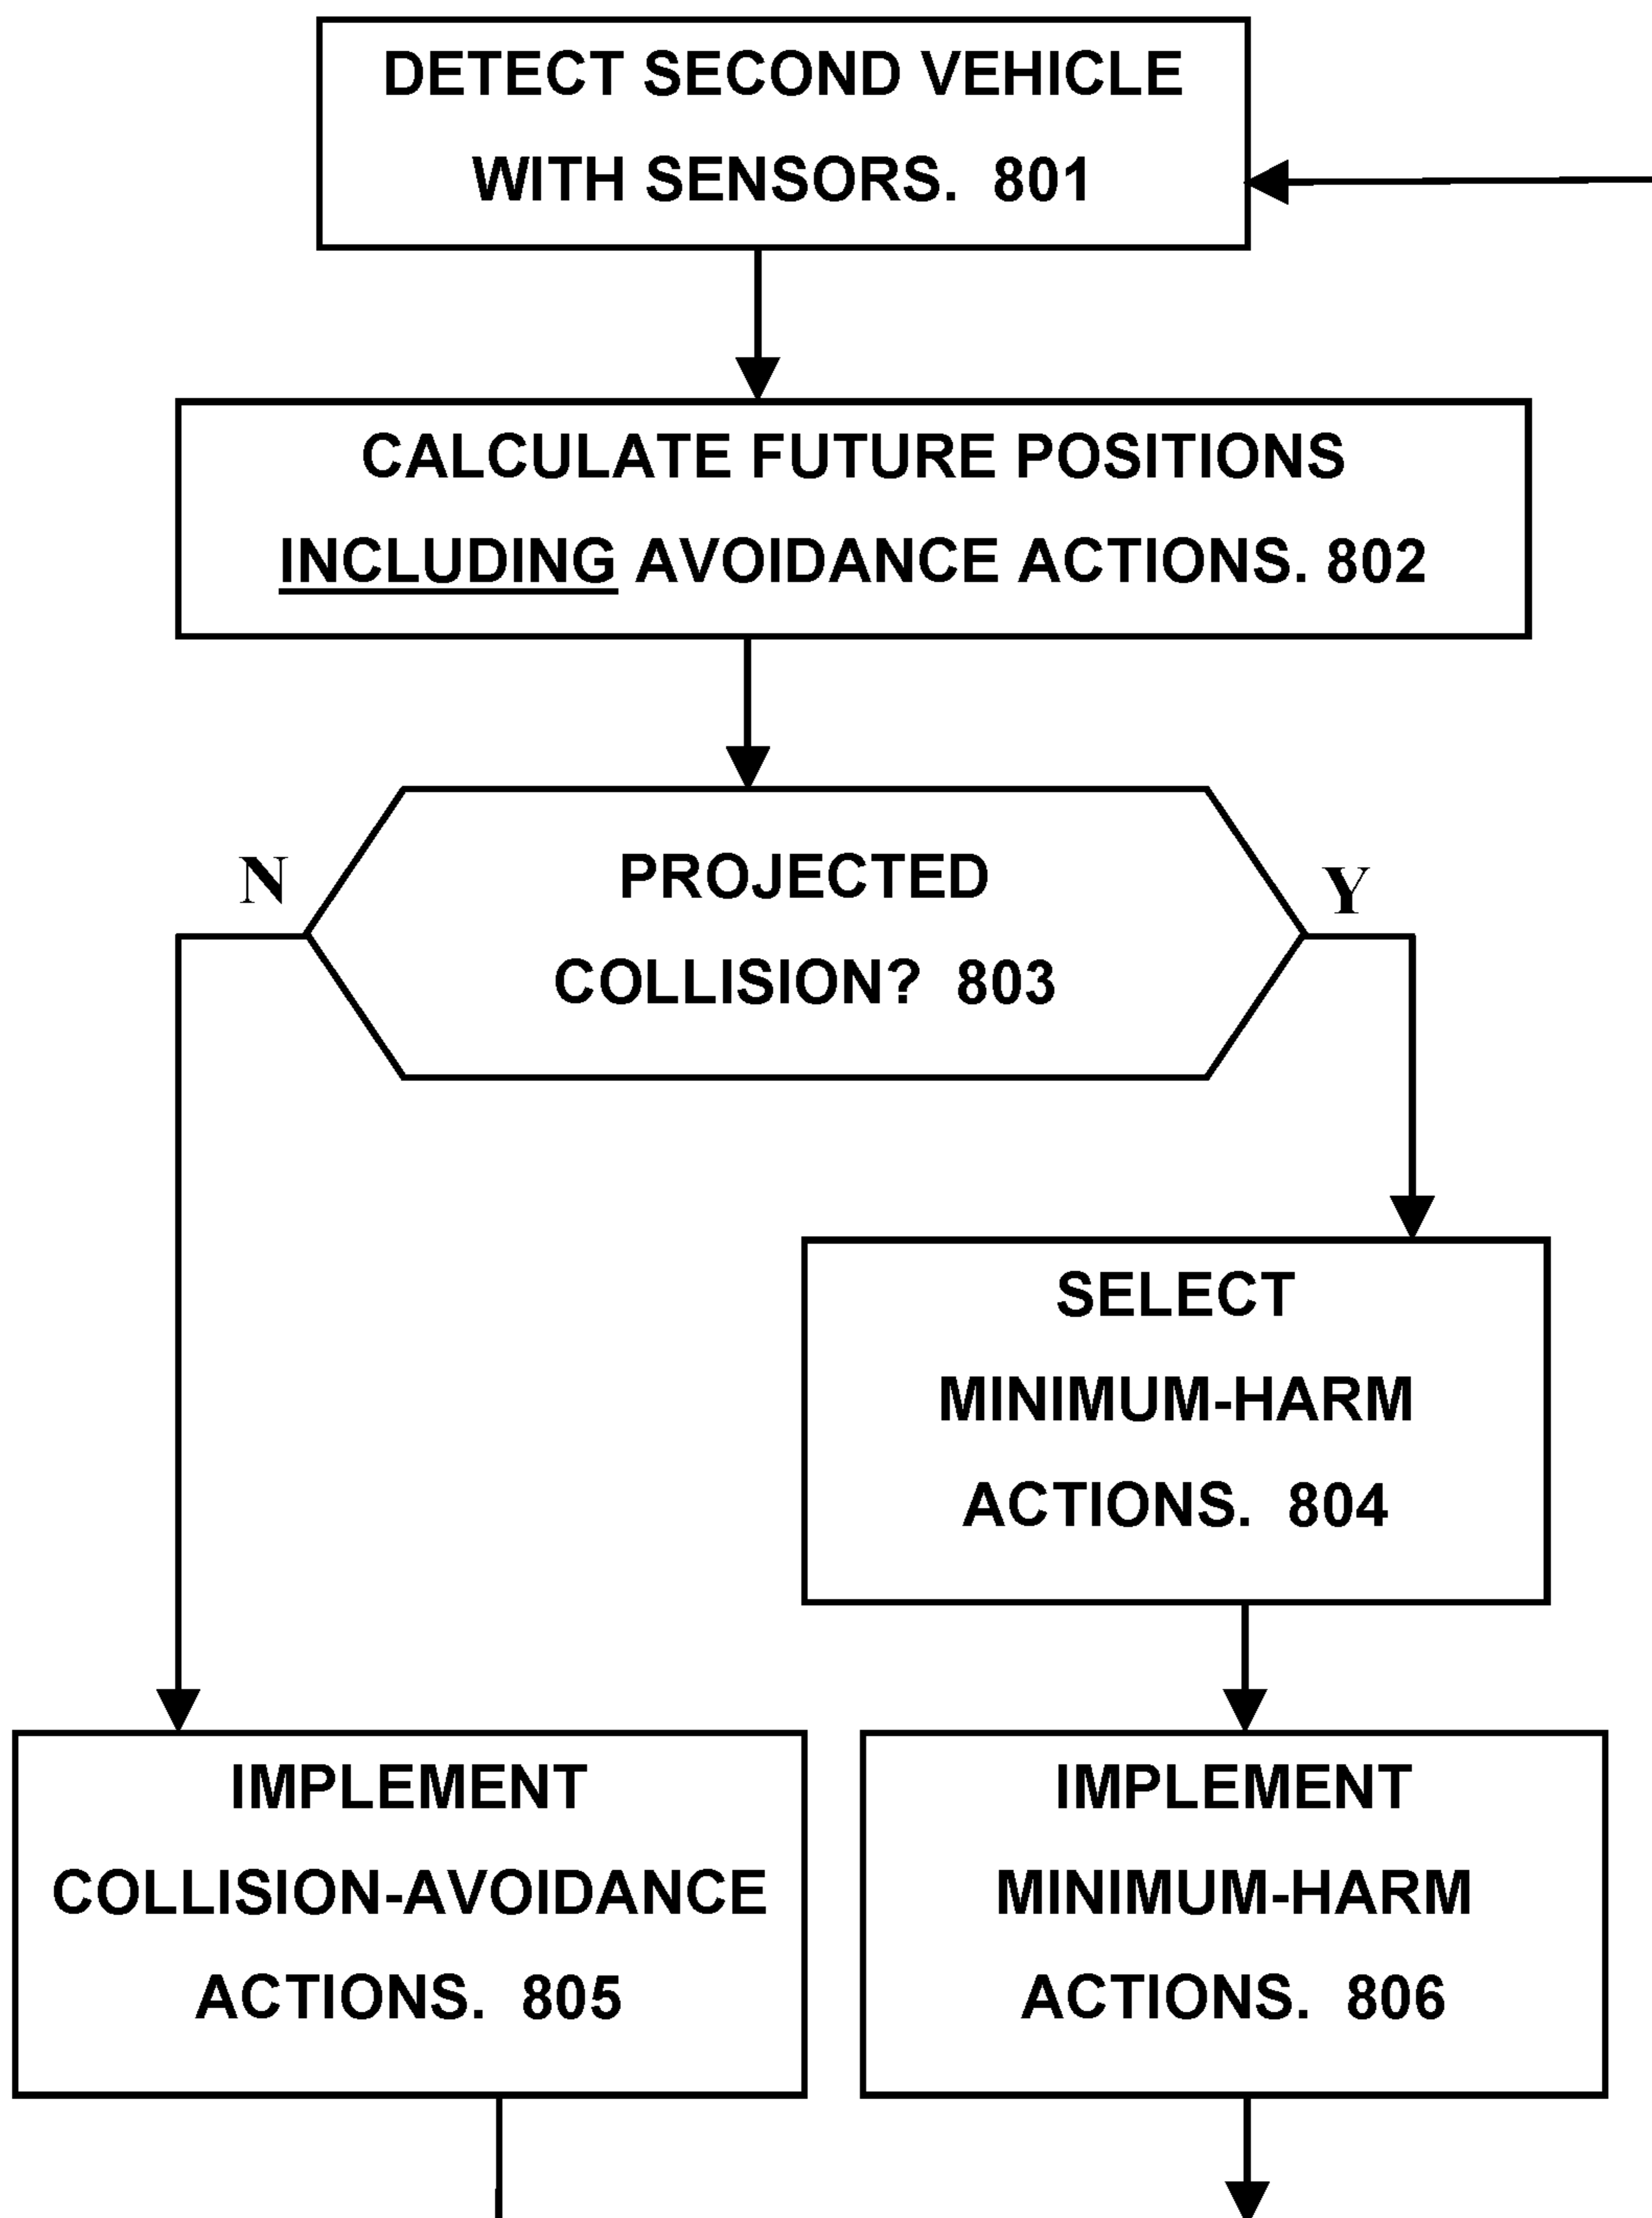 DETECT SECOND VEHICLE
WITH SENSORS. 801
CALCULATE FUTURE POSITIONS
INCLUDING AVOIDANCE ACTIONS. 802
N
Y
PROJECTED
COLLISION? 803
SELECT
MINIMUM-HARM
ACTIONS. 804
IMPLEMENT
COLLISION-AVOIDANCE
ACTIONS. 805
IMPLEMENT
MINIMUM-HARM
ACTIONS. 806